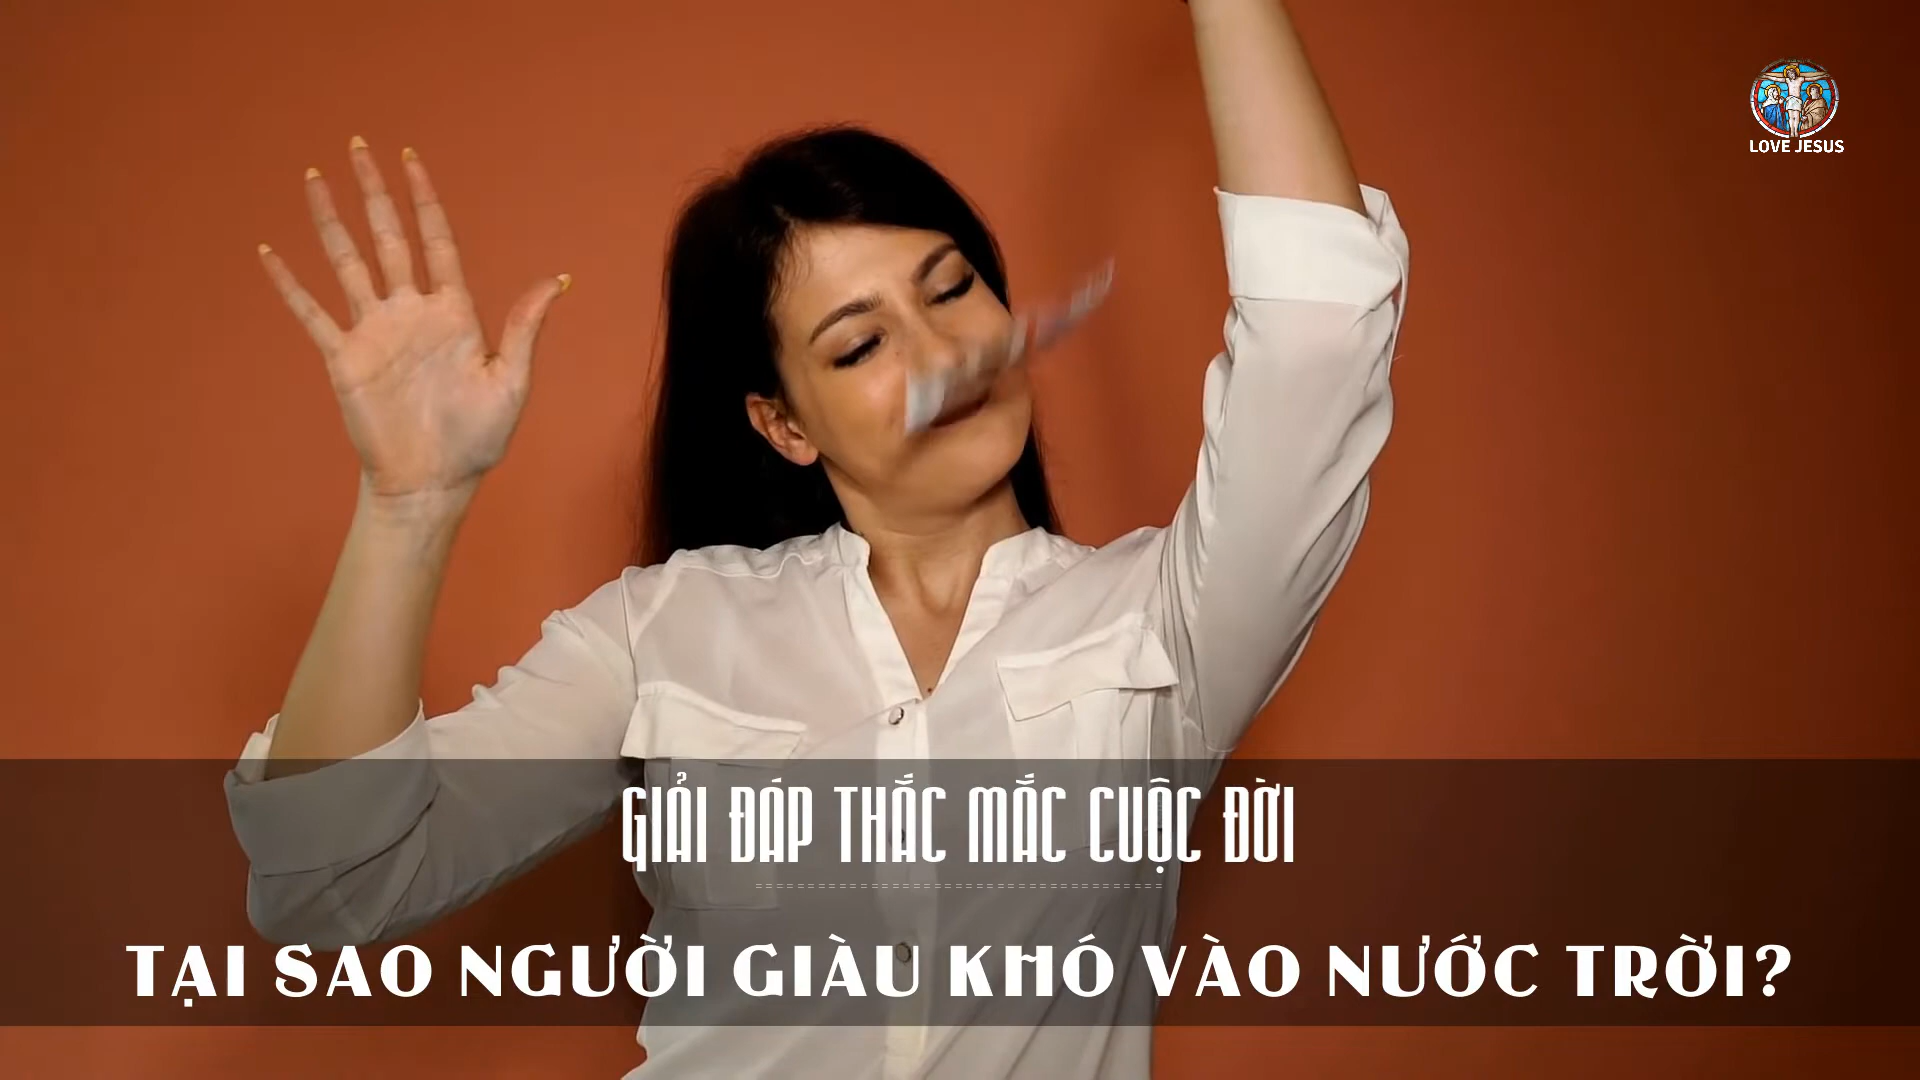 LOVE JESUS
GIẢI ĐÁP THẮC MẮC CUỘC ĐỜI
TẠI SAO NGƯỜI GIÀU KHÓ VÀO NƯỚC TRỜI?